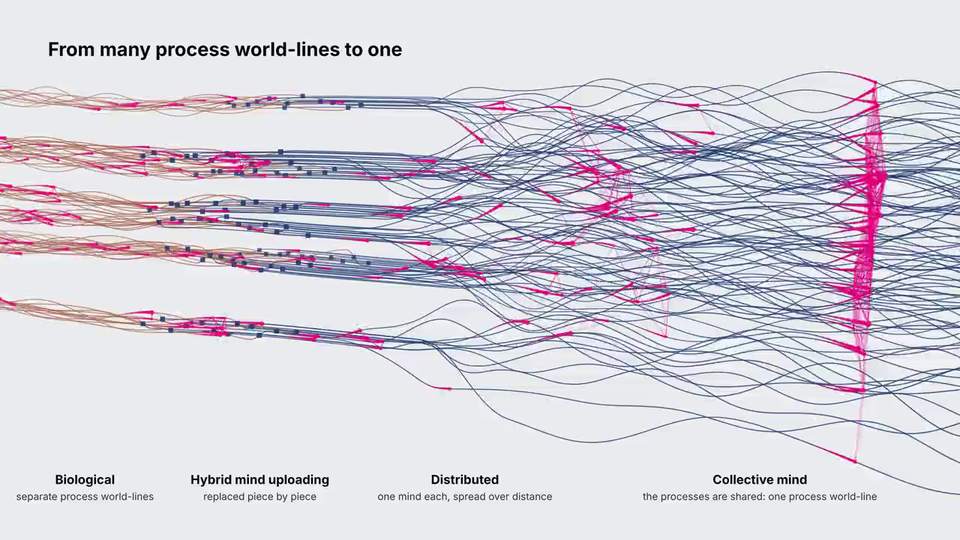 From many process world-lines to one
Biological
separate process world-lines
Hybrid mind uploading
replaced piece by piece
Distributed
one mind each, spread over distance
Collective mind
the processes are shared: one process world-line